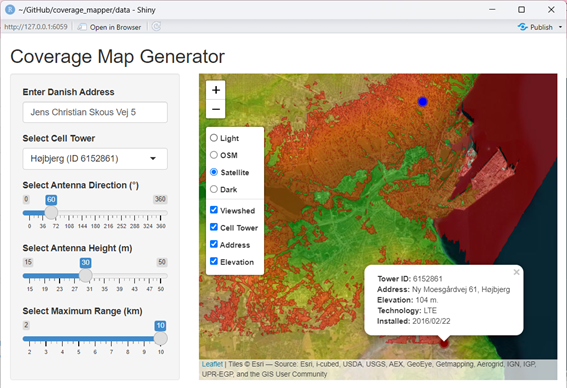 ~/GitHub/coverage_mapper/data - Shiny
http://127.0.0.1:6059
Open in Browser
Publish
Coverage Map Generator
Enter Danish Address
Jens Christian Skous Vej 5
Select Cell Tower
Højbjerg (ID 6152861)
Select Antenna Direction (°)
0 60 360
0 36 72 108 144 180 216 252 288 324 360
Select Antenna Height (m)
15 30 50
15 19 23 27 31 35 39 43 47 50
Select Maximum Range (km)
2 10
2 3 4 5 6 7 8 9 10
+
−
Light
OSM
Satellite
Dark
Viewshed
Cell Tower
Address
Elevation
×
Tower ID: 6152861
Address: Ny Moesgårdvej 61, Højbjerg
Elevation: 104 m.
Technology: LTE
Installed: 2016/02/22
Leaflet | Tiles © Esri — Source: Esri, i-cubed, USDA, USGS, AEX, GeoEye, Getmapping, Aerogrid, IGN, IGP,
UPR-EGP, and the GIS User Community